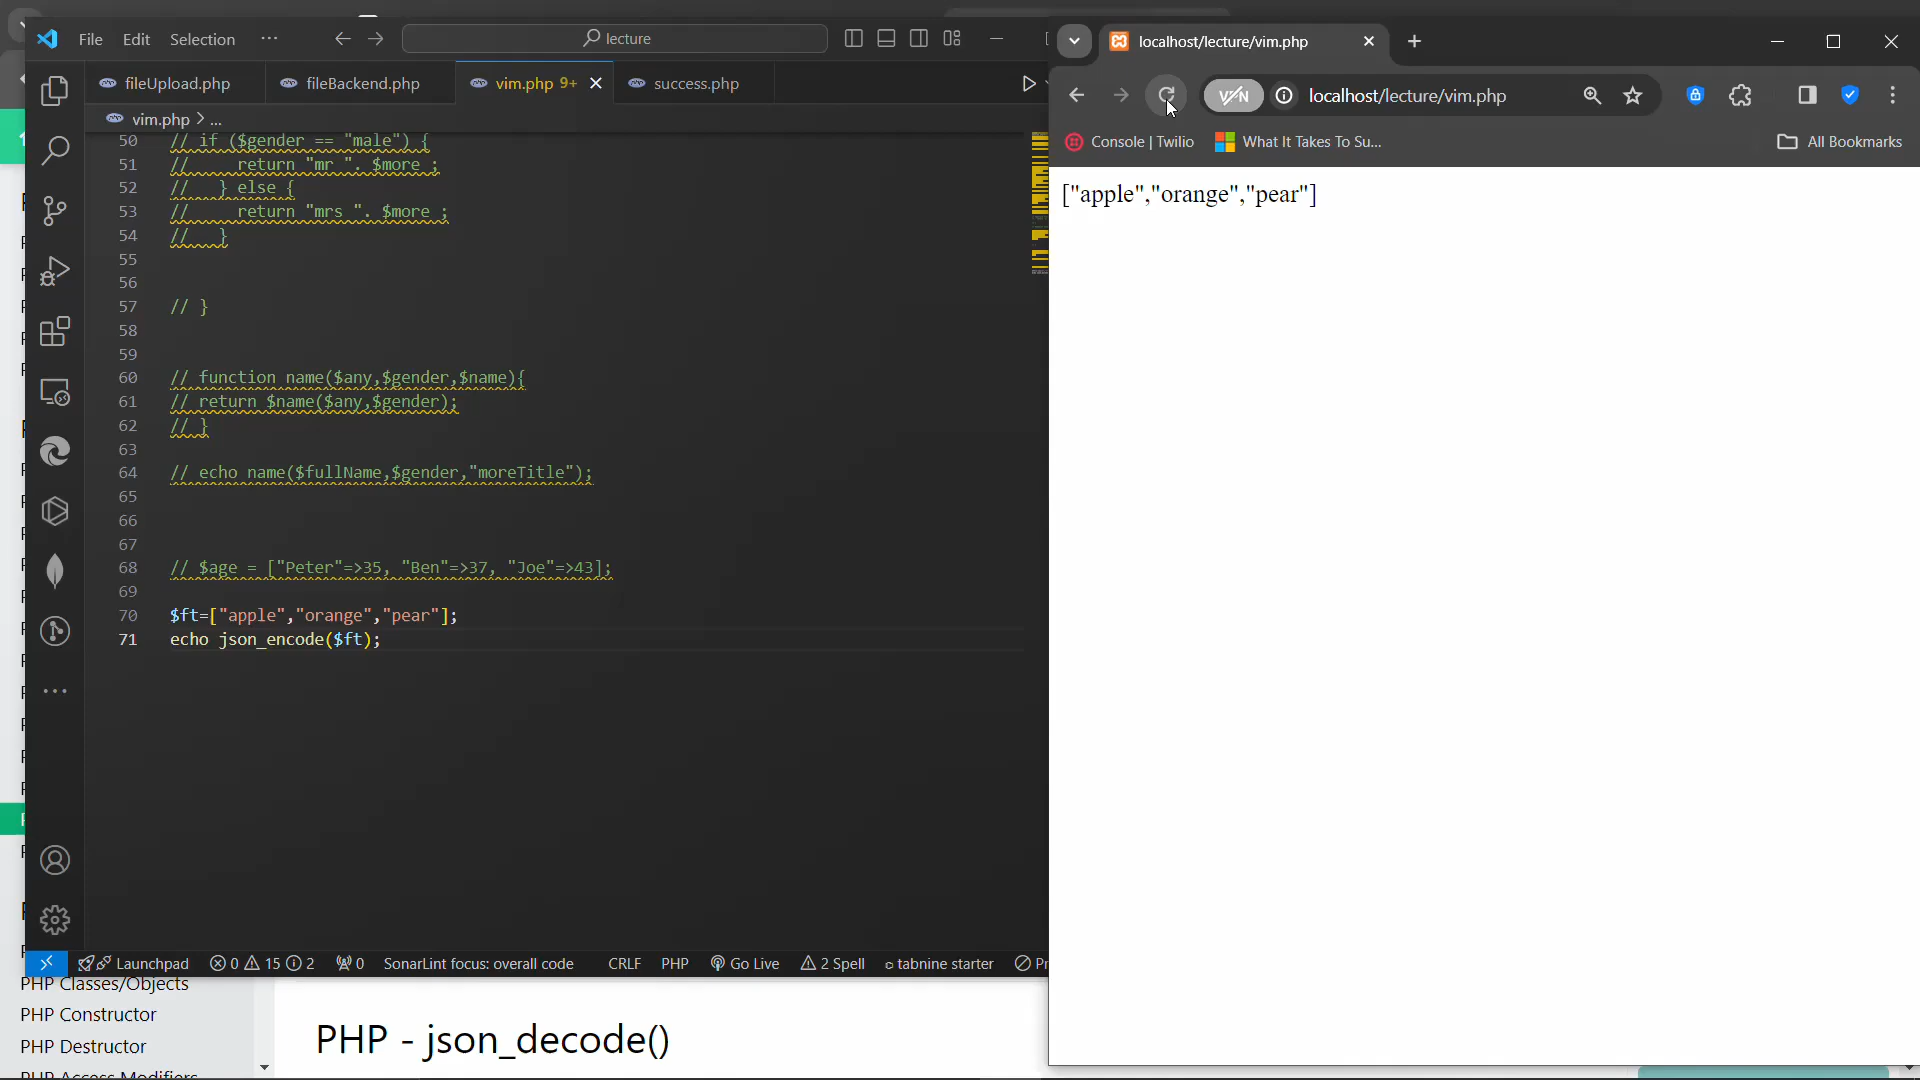 File Edit Selection ··· lecture
fileUpload.php fileBackend.php vim.php 9+ success.php
vim.php > ...
50 // if ($gender == "male") {
51 //     return "mr ". $more ;
52 //   } else {
53 //     return "mrs ". $more ;
54 //   }
55
56
57 // }
58
59
60 // function name($any,$gender,$name){
61 // return $name($any,$gender);
62 // }
63
64 // echo name($fullName,$gender,"moreTitle");
65
66
67
68 // $age = ["Peter"=>35, "Ben"=>37, "Joe"=>43];
69
70 $ft=["apple","orange","pear"];
71 echo json_encode($ft);
Launchpad 0 15 2 0 SonarLint focus: overall code CRLF PHP Go Live 2 Spell tabnine starter
PHP Classes/Objects
PHP Constructor
PHP Destructor
PHP Access Modifiers
PHP - json_decode()
localhost/lecture/vim.php
VPN localhost/lecture/vim.php
Console | Twilio What It Takes To Su... All Bookmarks
["apple","orange","pear"]